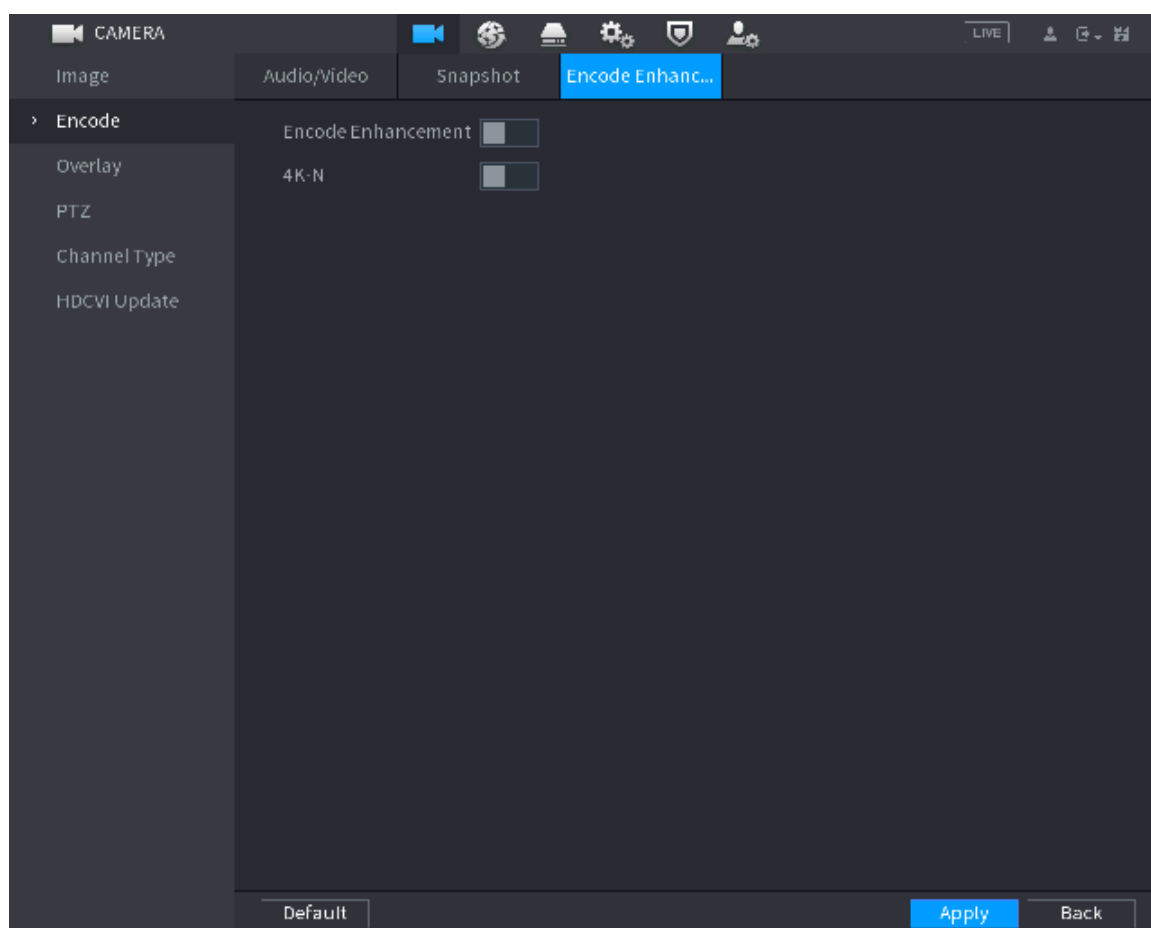 CAMERA
LIVE
Image
Audio/Video
Snapshot
Encode Enhanc...
Encode
Encode Enhancement
Overlay
4K-N
PTZ
Channel Type
HDCVI Update
Default
Apply
Back